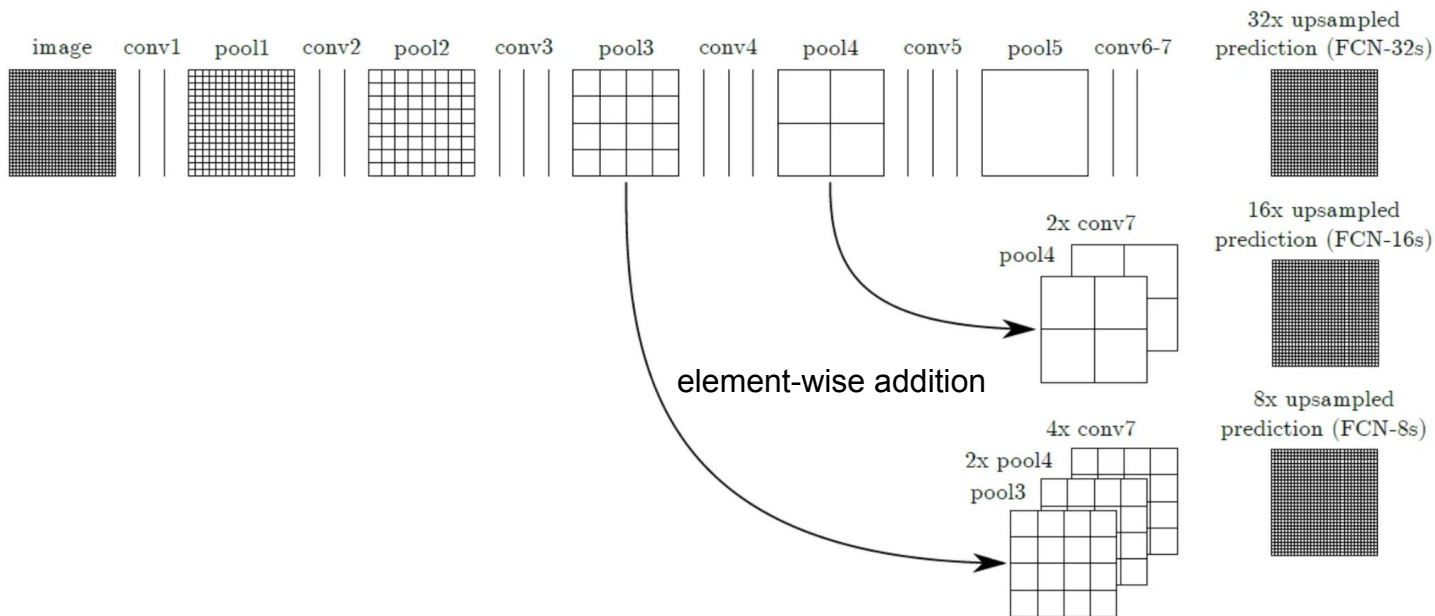 image
conv1
pool1
conv2
pool2
conv3
pool3
conv4
pool4
conv5
pool5
conv6-7
32x upsampled
prediction (FCN-32s)
2x conv7
pool4
16x upsampled
prediction (FCN-16s)
element-wise addition
4x conv7
2x pool4
pool3
8x upsampled
prediction (FCN-8s)